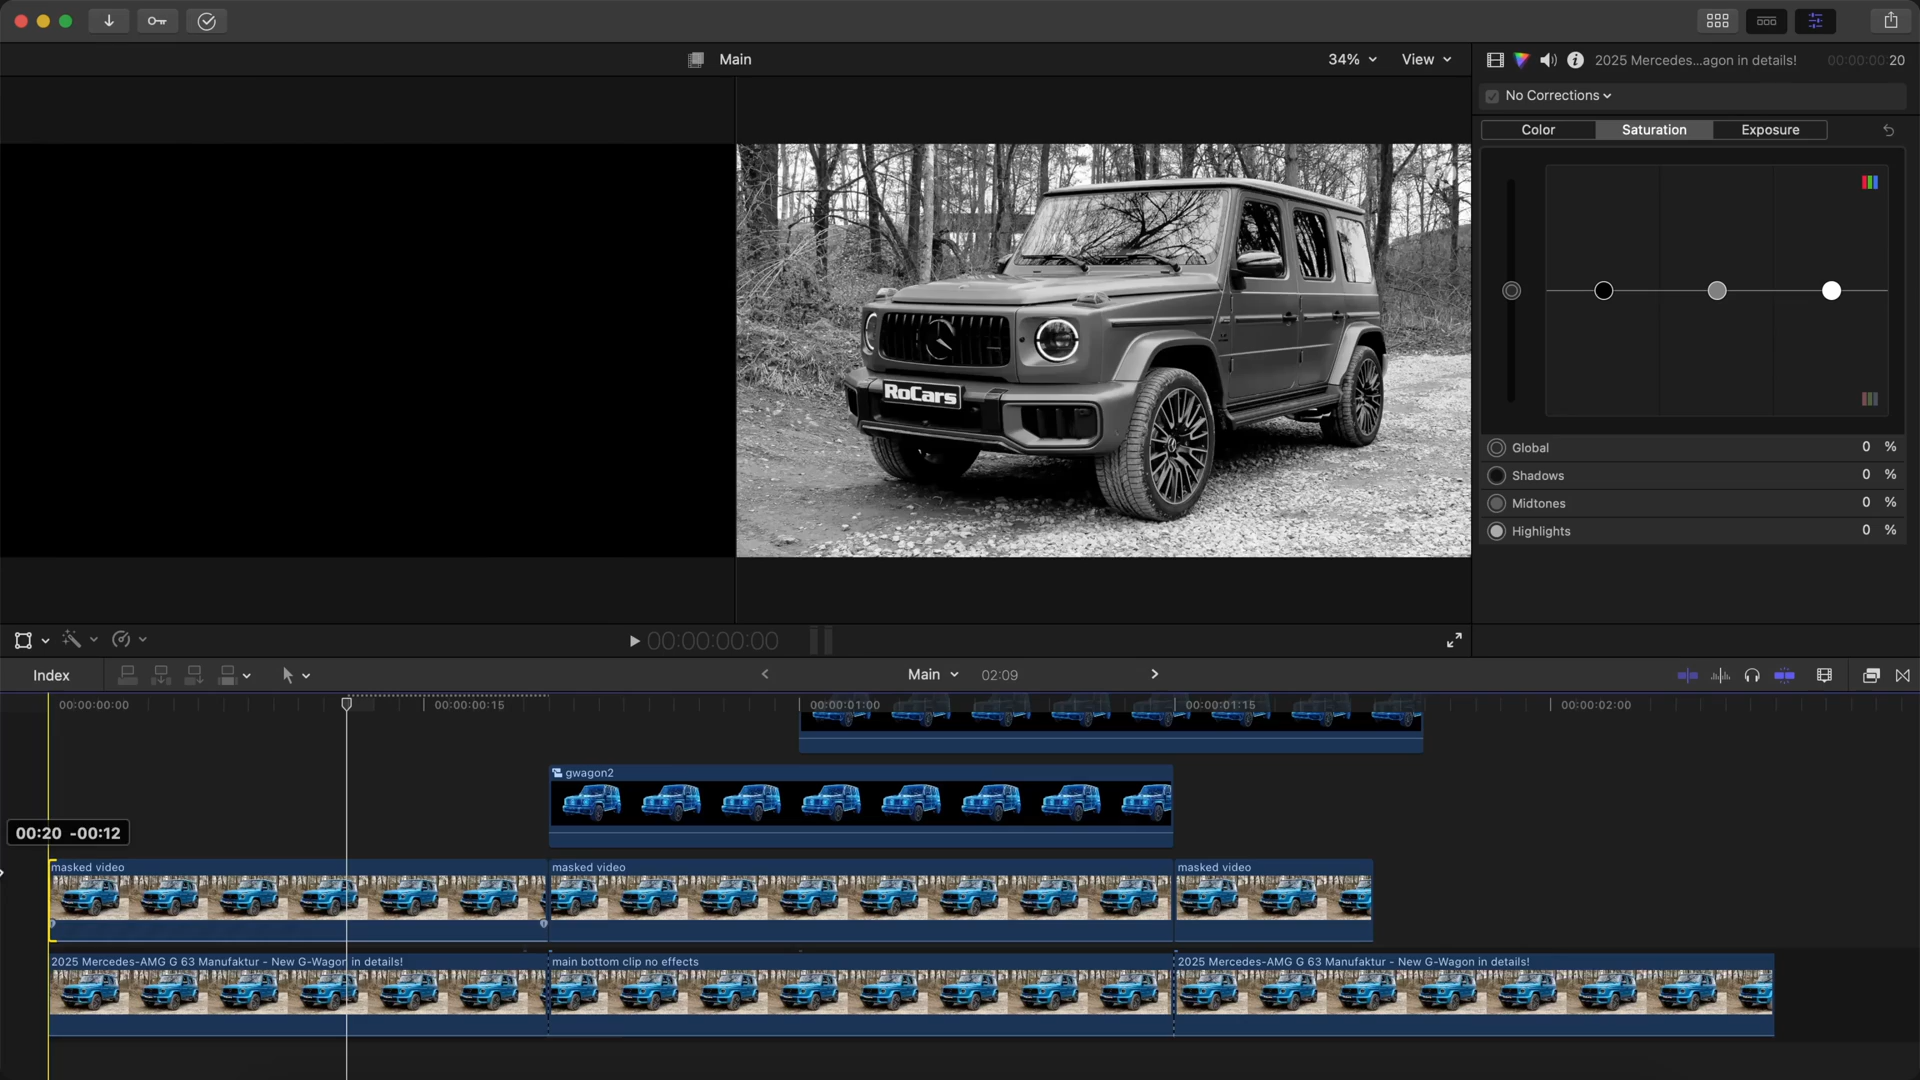 Main
34%
View
2025 Mercedes...agon in details!
00:00:00:20
No Corrections
Color
Saturation
Exposure
RoCars
Global
0 %
Shadows
0 %
Midtones
0 %
Highlights
0 %
00:00:00:00
Index
Main
02:09
00:00:00:00
00:00:00:15
00:00:01:00
00:00:01:15
00:00:02:00
gwagon2
00:20 -00:12
masked video
masked video
masked video
2025 Mercedes-AMG G 63 Manufaktur - New G-Wagon in details!
main bottom clip no effects
2025 Mercedes-AMG G 63 Manufaktur - New G-Wagon in details!